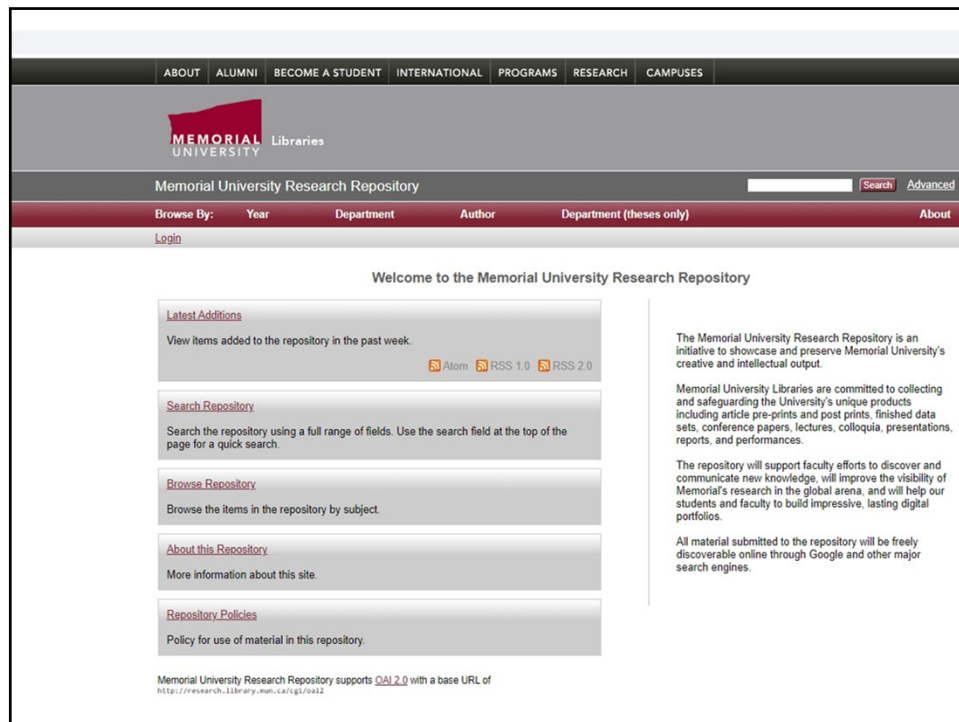 ABOUT ALUMNI BECOME A STUDENT INTERNATIONAL PROGRAMS RESEARCH CAMPUSES
MEMORIAL
UNIVERSITY
Libraries
Memorial University Research Repository
Search Advanced
Browse By: Year Department Author Department (theses only) About
Login
Welcome to the Memorial University Research Repository
Latest Additions
View items added to the repository in the past week.
Atom RSS 1.0 RSS 2.0
Search Repository
Search the repository using a full range of fields. Use the search field at the top of the
page for a quick search.
Browse Repository
Browse the items in the repository by subject.
About this Repository
More information about this site.
Repository Policies
Policy for use of material in this repository.
Memorial University Research Repository supports OAI 2.0 with a base URL of
http://research.library.mun.ca/cgi/oai2
The Memorial University Research Repository is an
initiative to showcase and preserve Memorial University's
creative and intellectual output.
Memorial University Libraries are committed to collecting
and safeguarding the University's unique products
including article pre-prints and post prints, finished data
sets, conference papers, lectures, colloquia, presentations,
reports, and performances.
The repository will support faculty efforts to discover and
communicate new knowledge, will improve the visibility of
Memorial's research in the global arena, and will help our
students and faculty to build impressive, lasting digital
portfolios.
All material submitted to the repository will be freely
discoverable online through Google and other major
search engines.